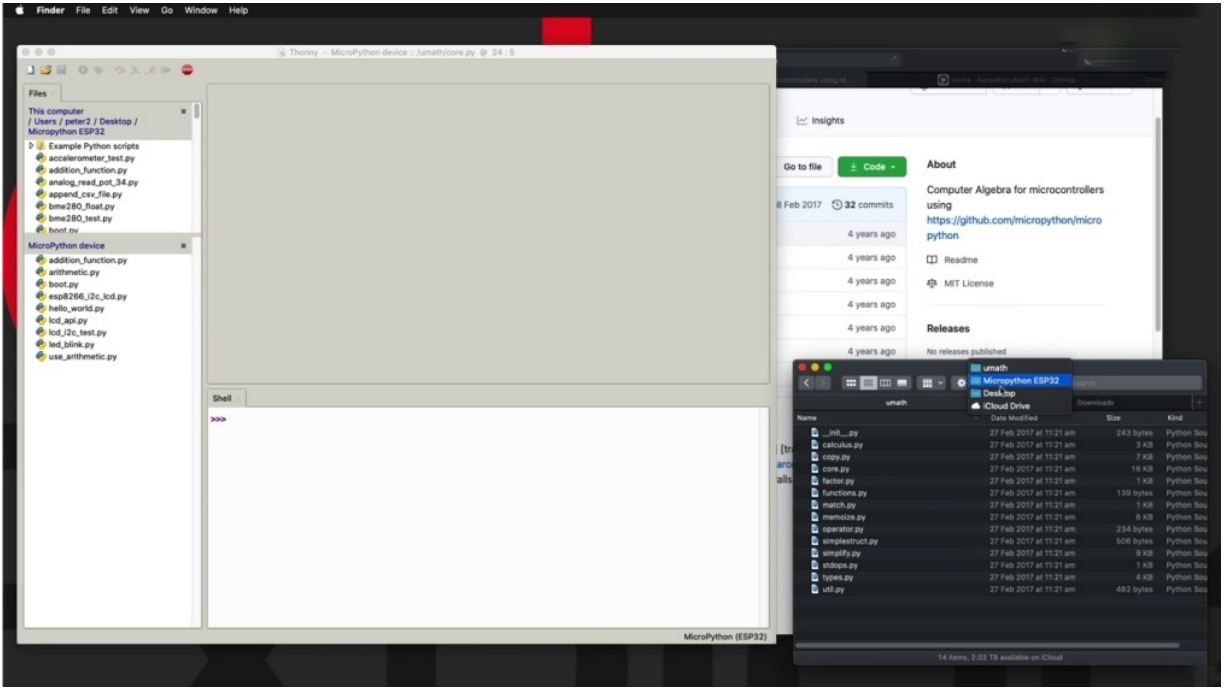 Finder File Edit View Go Window Help
Thonny - MicroPython device :: /umath/core.py @ 24 : 5
Files
This computer
/ Users / peter2 / Desktop /
Micropython ESP32
Example Python scripts
accelerometer_test.py
addition_function.py
analog_read_pot_34.py
append_csv_file.py
bme280_float.py
bme280_test.py
boot.py
MicroPython device
addition_function.py
arithmetic.py
boot.py
esp8266_i2c_lcd.py
hello_world.py
lcd_api.py
lcd_i2c_test.py
led_blink.py
use_arithmetic.py
Shell
>>>
MicroPython (ESP32)
Home · AaronKel/uMath Wiki · GitHub
Insights
Go to file
Code
8 Feb 2017 32 commits
4 years ago
4 years ago
4 years ago
4 years ago
4 years ago
4 years ago
About
Computer Algebra for microcontrollers
using
https://github.com/micropython/micro
python
Readme
MIT License
Releases
No releases published
umath
Micropython ESP32
Desktop
iCloud Drive
umath
Downloads
Name Date Modified Size Kind
__init__.py 27 Feb 2017 at 11:21 am 243 bytes Python Sou
calculus.py 27 Feb 2017 at 11:21 am 3 KB Python Sou
copy.py 27 Feb 2017 at 11:21 am 7 KB Python Sou
core.py 27 Feb 2017 at 11:21 am 16 KB Python Sou
factor.py 27 Feb 2017 at 11:21 am 1 KB Python Sou
functions.py 27 Feb 2017 at 11:21 am 139 bytes Python Sou
match.py 27 Feb 2017 at 11:21 am 1 KB Python Sou
memoize.py 27 Feb 2017 at 11:21 am 6 KB Python Sou
operator.py 27 Feb 2017 at 11:21 am 234 bytes Python Sou
simplestruct.py 27 Feb 2017 at 11:21 am 506 bytes Python Sou
simplify.py 27 Feb 2017 at 11:21 am 9 KB Python Sou
stdops.py 27 Feb 2017 at 11:21 am 1 KB Python Sou
types.py 27 Feb 2017 at 11:21 am 4 KB Python Sou
util.py 27 Feb 2017 at 11:21 am 482 bytes Python Sou
14 items, 2.02 TB available on iCloud